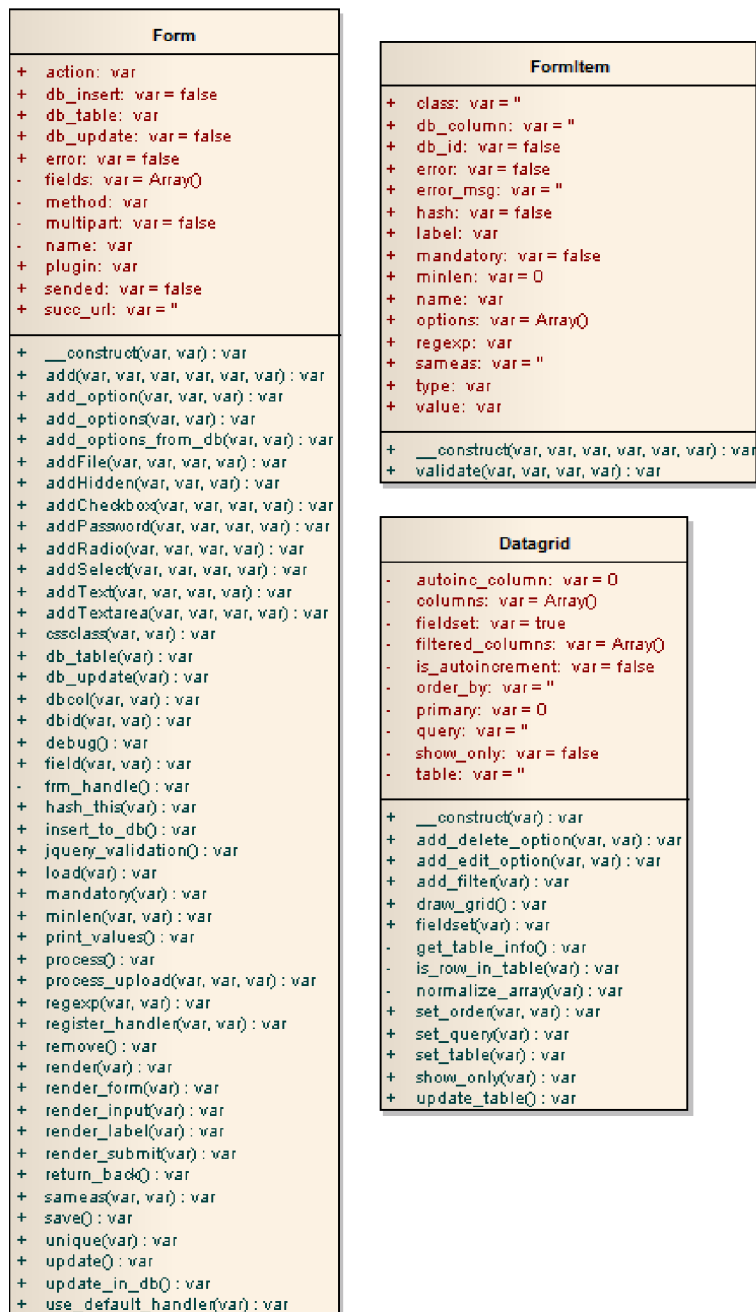 Form
+ action: var
+ db_insert: var = false
+ db_table: var
+ db_update: var = false
+ error: var = false
- fields: var = Array()
- method: var
- multipart: var = false
- name: var
+ plugin: var
+ sended: var = false
+ succ_url: var = ''
+ __construct(var, var) : var
+ add(var, var, var, var, var, var) : var
+ add_option(var, var, var) : var
+ add_options(var, var) : var
+ add_options_from_db(var, var) : var
+ addFile(var, var, var, var) : var
+ addHidden(var, var, var) : var
+ addCheckbox(var, var, var, var) : var
+ addPassword(var, var, var, var) : var
+ addRadio(var, var, var, var) : var
+ addSelect(var, var, var, var) : var
+ addText(var, var, var, var) : var
+ addTextarea(var, var, var, var) : var
+ cssclass(var, var) : var
+ db_table(var) : var
+ db_update(var) : var
+ dbcol(var, var) : var
+ dbid(var, var) : var
+ debug() : var
+ field(var, var) : var
- frm_handle() : var
+ hash_this(var) : var
+ insert_to_db() : var
+ jquery_validation() : var
+ load(var) : var
+ mandatory(var) : var
+ minlen(var, var) : var
+ print_values() : var
+ process() : var
+ process_upload(var, var, var) : var
+ regexp(var, var) : var
+ register_handler(var, var) : var
+ remove() : var
+ render(var) : var
+ render_form(var) : var
+ render_input(var) : var
+ render_label(var) : var
+ render_submit(var) : var
+ return_back() : var
+ sameas(var, var) : var
+ save() : var
+ unique(var) : var
+ update() : var
+ update_in_db() : var
+ use_default_handler(var) : var
FormItem
+ class: var = ''
+ db_column: var = ''
+ db_id: var = false
+ error: var = false
+ error_msg: var = ''
+ hash: var = false
+ label: var
+ mandatory: var = false
+ minlen: var = 0
+ name: var
+ options: var = Array()
+ regexp: var
+ sameas: var = ''
+ type: var
+ value: var
+ __construct(var, var, var, var, var, var) : var
+ validate(var, var, var, var) : var
Datagrid
- autoinc_column: var = 0
- columns: var = Array()
- fieldset: var = true
- filtered_columns: var = Array()
- is_autoincrement: var = false
- order_by: var = ''
- primary: var = 0
- query: var = ''
- show_only: var = false
- table: var = ''
+ __construct(var) : var
+ add_delete_option(var, var) : var
+ add_edit_option(var, var) : var
+ add_filter(var) : var
+ draw_grid() : var
+ fieldset(var) : var
- get_table_info() : var
- is_row_in_table(var) : var
- normalize_array(var) : var
+ set_order(var, var) : var
+ set_query(var) : var
+ set_table(var) : var
+ show_only(var) : var
+ update_table() : var